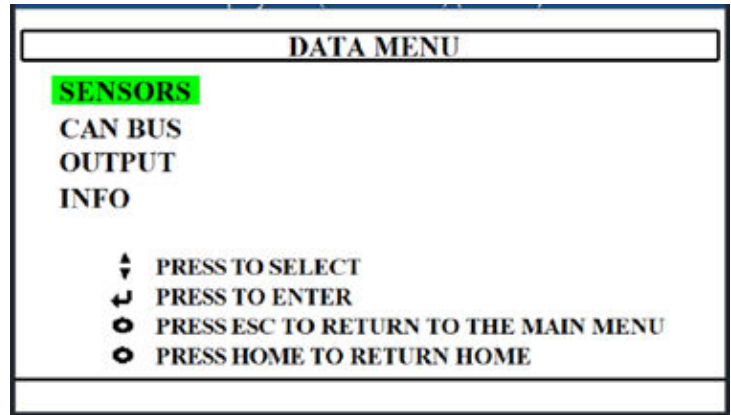 DATA MENU
SENSORS
CAN BUS
OUTPUT
INFO
PRESS TO SELECT
PRESS TO ENTER
PRESS ESC TO RETURN TO THE MAIN MENU
PRESS HOME TO RETURN HOME